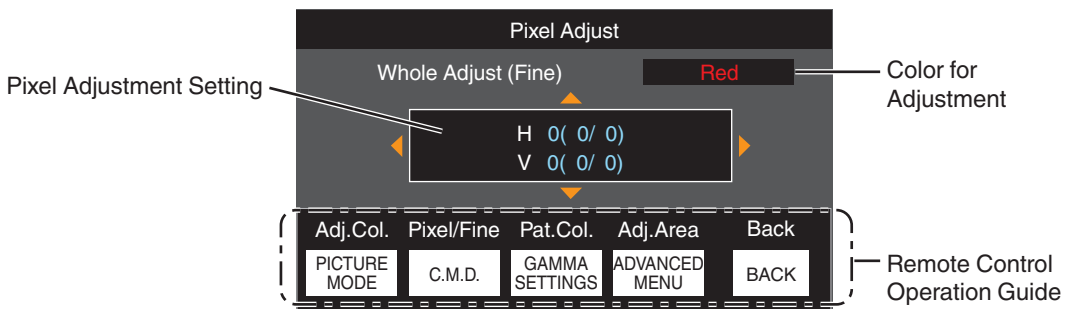 Pixel Adjust
Whole Adjust (Fine) Red
Pixel Adjustment Setting
Color for
Adjustment
H 0( 0/ 0)
V 0( 0/ 0)
Adj.Col. Pixel/Fine Pat.Col. Adj.Area Back
PICTURE
MODE
C.M.D.
GAMMA
SETTINGS
ADVANCED
MENU
BACK
Remote Control
Operation Guide